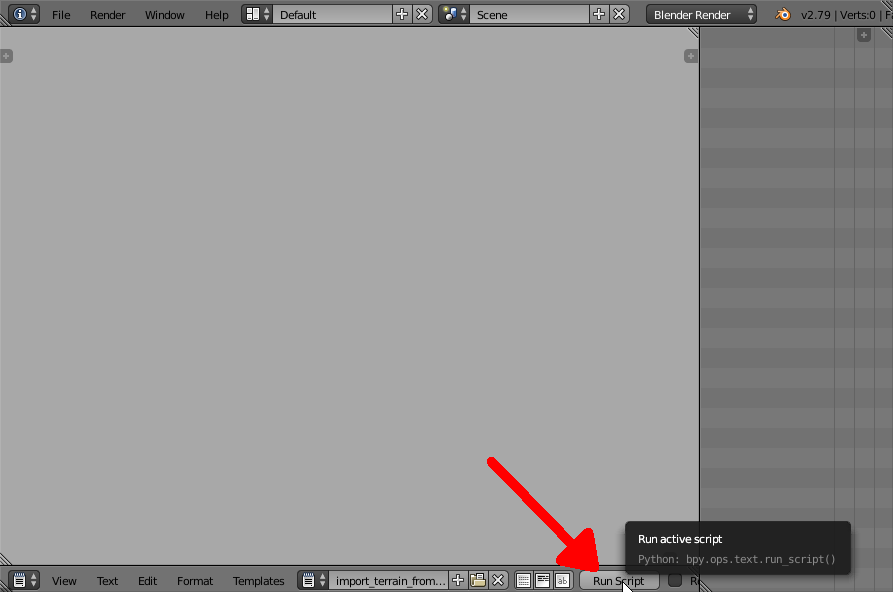 File Render Window Help Default Scene Blender Render v2.79 | Verts:0 |
Run active script
Python: bpy.ops.text.run_script()
View Text Edit Format Templates import_terrain_from... ab Run Script